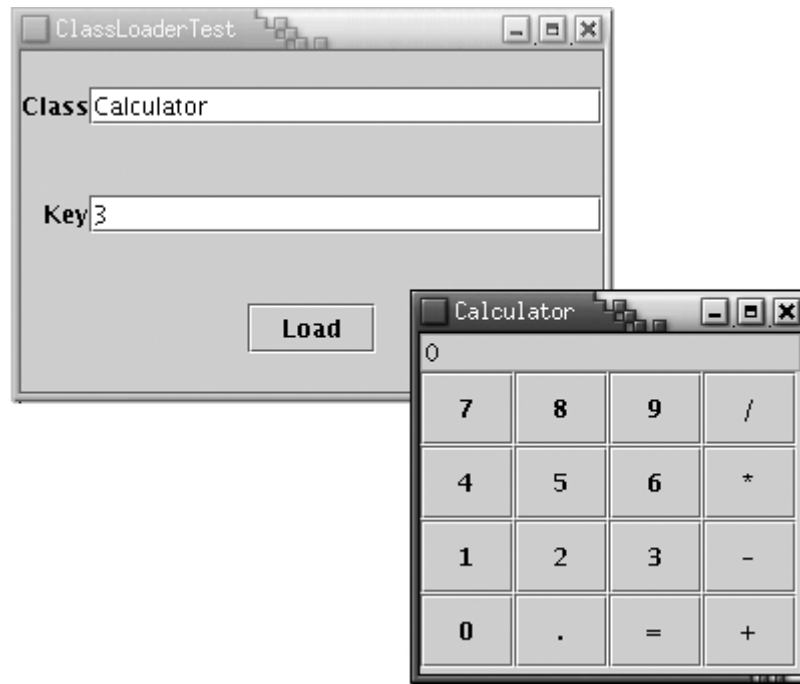 ClassLoaderTest
Class Calculator
Key 3
Load
Calculator
0
7 8 9 /
4 5 6 *
1 2 3 -
0 . = +